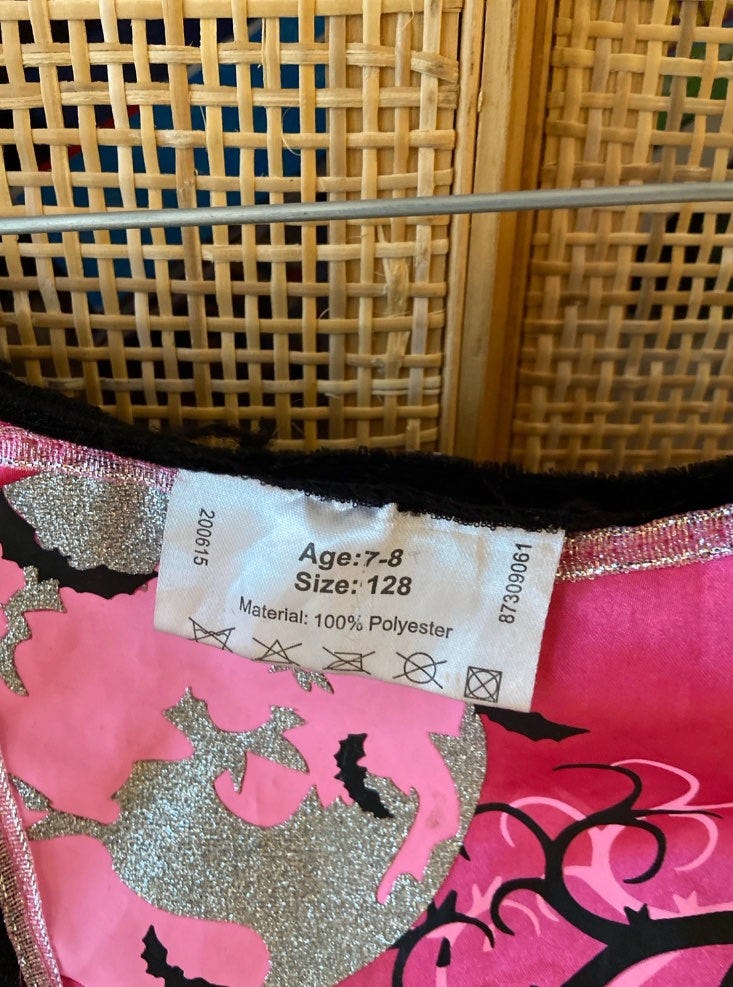 200615
Age:7-8
Size: 128
Material: 100% Polyester
87309061